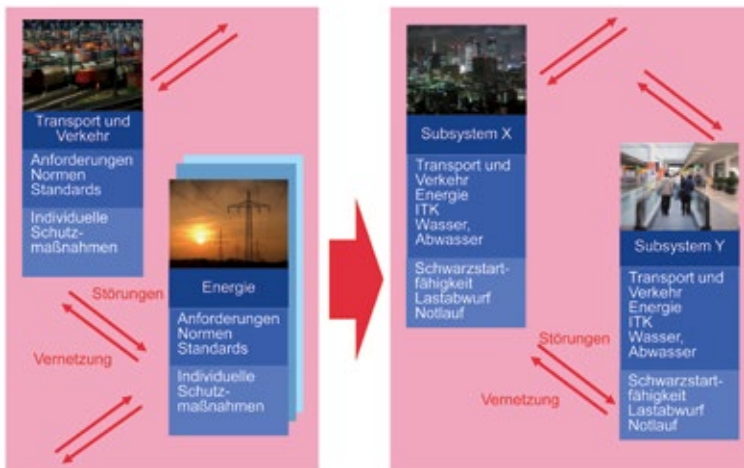 Transport und
Verkehr
Anforderungen
Normen
Standards
Individuelle
Schutz-
maßnahmen
Störungen
Vernetzung
Energie
Anforderungen
Normen
Standards
Individuelle
Schutz-
maßnahmen
Subsystem X
Transport und
Verkehr
Energie
ITK
Wasser,
Abwasser
Schwarzstart-
fähigkeit
Lastabwurf
Notlauf
Störungen
Vernetzung
Subsystem Y
Transport und
Verkehr
Energie
ITK
Wasser,
Abwasser
Schwarzstart-
fähigkeit
Lastabwurf
Notlauf